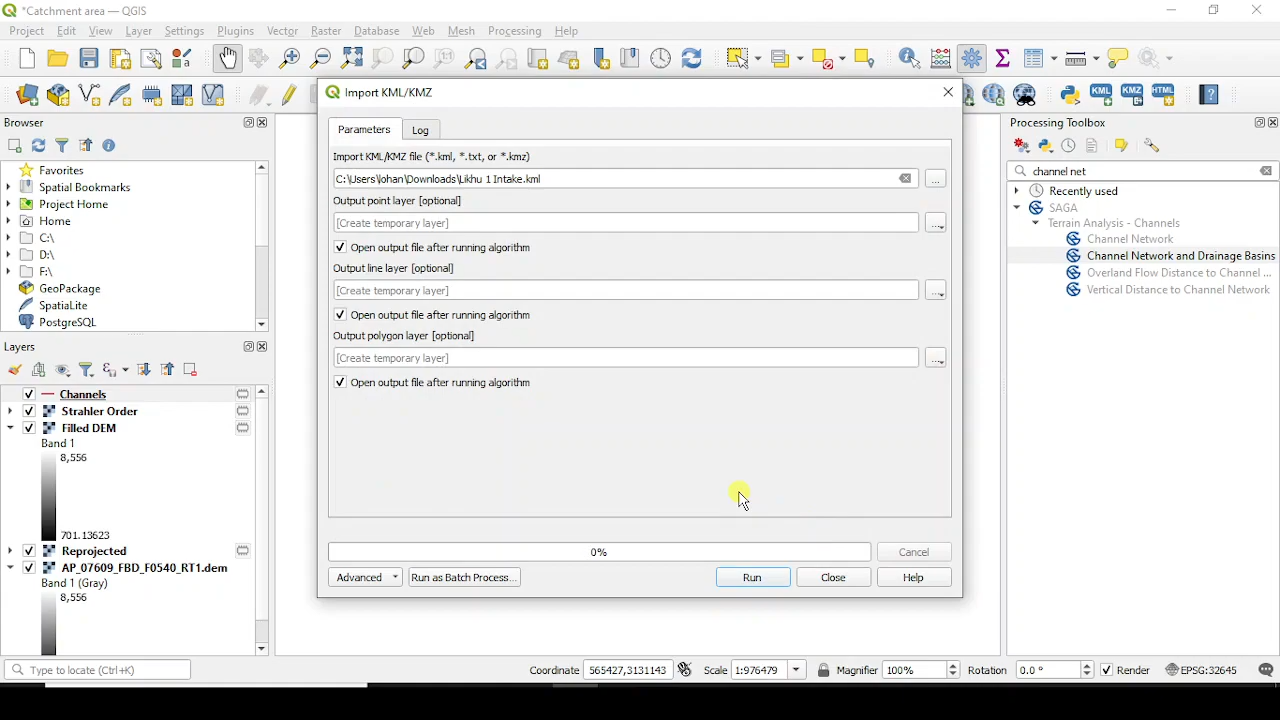 *Catchment area — QGIS
Project Edit View Layer Settings Plugins Vector Raster Database Web Mesh Processing Help
KML KMZ HTML
Browser
Favorites
Spatial Bookmarks
Project Home
Home
C:\
D:\
F:\
GeoPackage
SpatiaLite
PostgreSQL
Layers
Channels
Strahler Order
Filled DEM
Band 1
8,556
701.13623
Reprojected
AP_07609_FBD_F0540_RT1.dem
Band 1 (Gray)
8,556
Import KML/KMZ
Parameters Log
Import KML/KMZ file (*.kml, *.txt, or *.kmz)
C:\Users\lohan\Downloads\Likhu 1 Intake.kml
…
Output point layer [optional]
[Create temporary layer]
…
Open output file after running algorithm
Output line layer [optional]
[Create temporary layer]
…
Open output file after running algorithm
Output polygon layer [optional]
[Create temporary layer]
…
Open output file after running algorithm
0% Cancel
Advanced Run as Batch Process… Run Close Help
Processing Toolbox
channel net
Recently used
SAGA
Terrain Analysis - Channels
Channel Network
Channel Network and Drainage Basins
Overland Flow Distance to Channel ...
Vertical Distance to Channel Network
Type to locate (Ctrl+K) Coordinate 565427,3131143 Scale 1:976479 Magnifier 100% Rotation 0.0 ° Render EPSG:32645